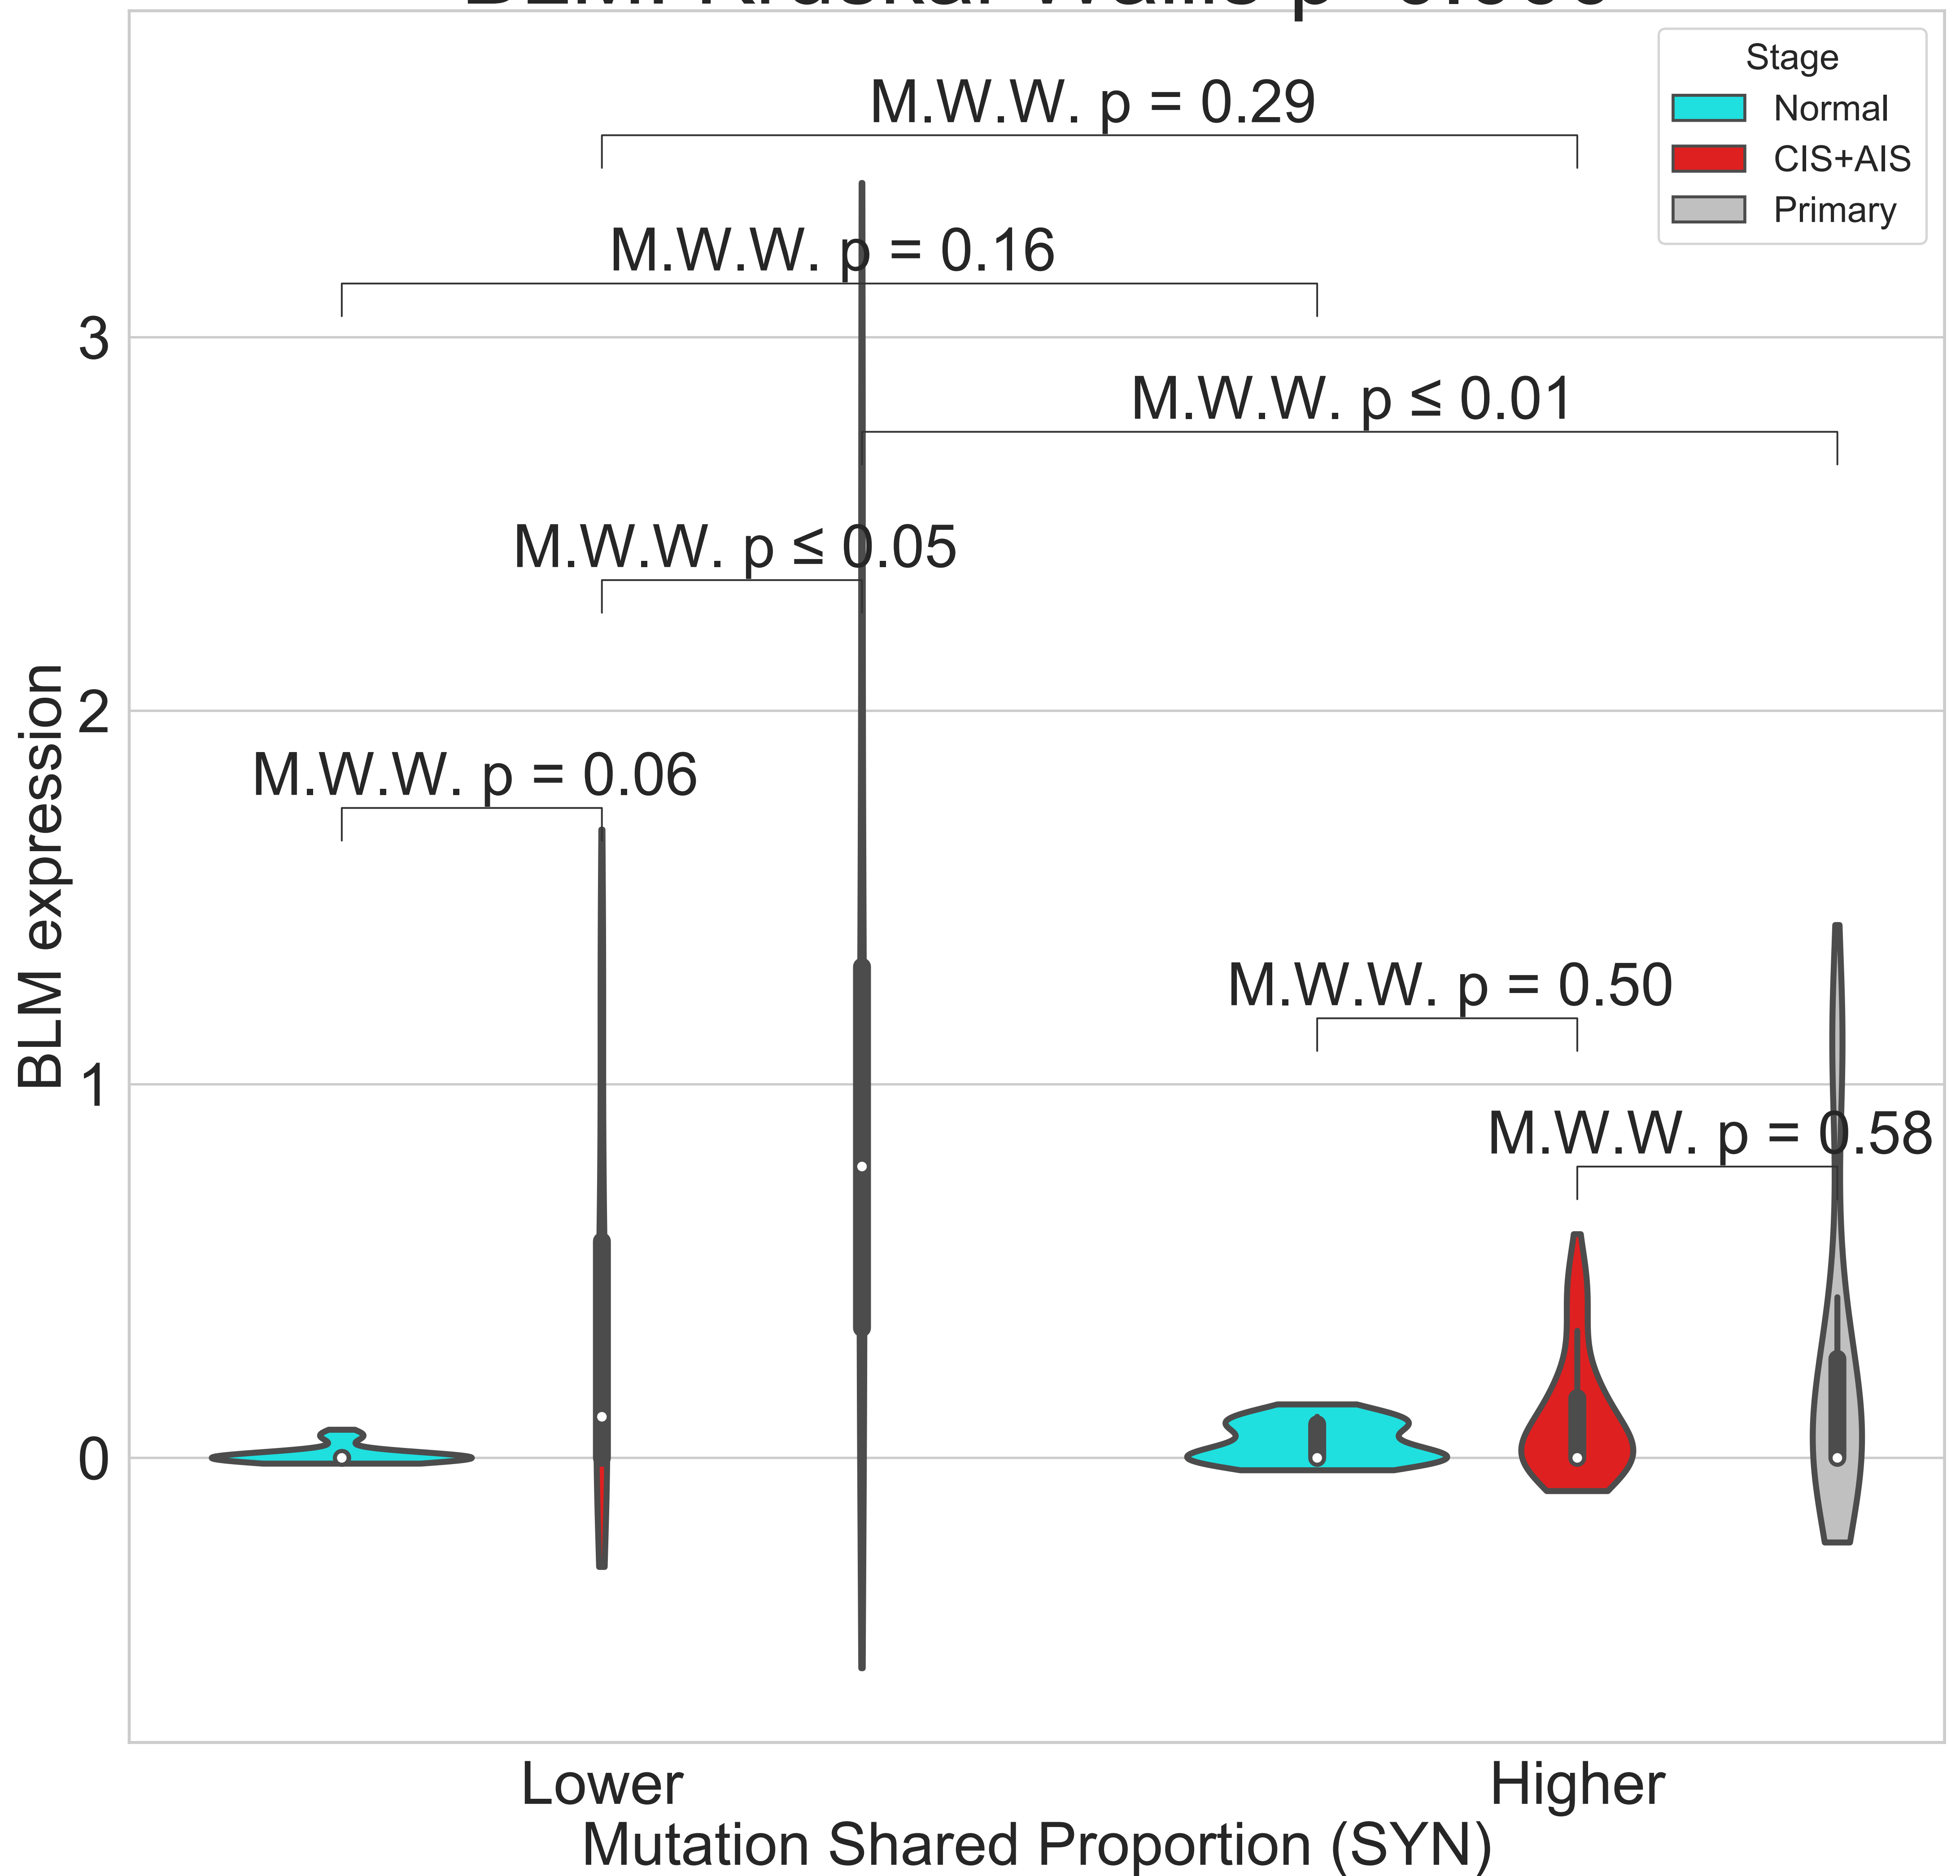 Stage
Normal
CIS+AIS
Primary
M.W.W. p = 0.29
M.W.W. p = 0.16
M.W.W. p ≤ 0.01
M.W.W. p ≤ 0.05
M.W.W. p = 0.06
M.W.W. p = 0.50
M.W.W. p = 0.58
BLM expression
3
2
1
0
Lower
Higher
Mutation Shared Proportion (SYN)